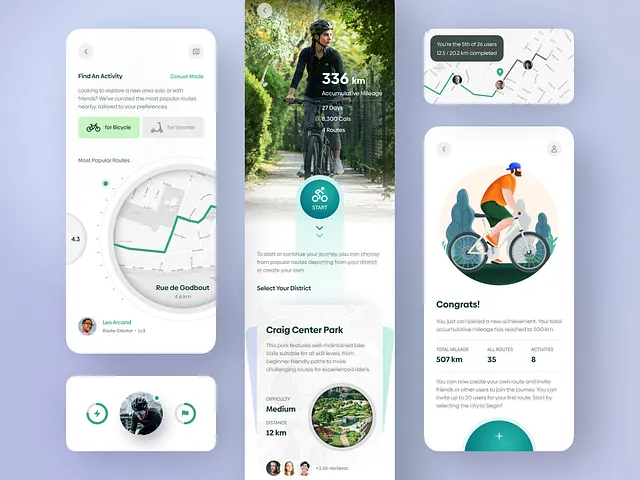 Find An Activity
Casual Mode
Looking to explore a new area solo or with
friends? We've curated the most popular routes
nearby, tailored to your preferences.
for Bicycle
for Scooter
Most Popular Routes
4.3
Rue de Godbout
4,6 km
Leo Arcand
Route Creator • Lv3
336 km
Accumulative Mileage
27 Days
8,300 Cals
4 Routes
START
To start or continue your journey, you can choose
from popular routes departing from your district
or create your own.
Select Your District
Craig Center Park
This park features well-maintained bike
trails suitable for all skill levels, from
beginner-friendly paths to more
challenging routes for experienced riders.
DIFFICULTY
Medium
DISTANCE
12 km
+3.6k reviews
You're the 5th of 26 users
12.5 / 20.2 km completed
Congrats!
You just completed a new achievement. Your total
accumulative mileage has reached to 500 km.
TOTAL MILEAGE
ALL ROUTES
ACTIVITIES
507 km
35
8
You can now create your own route and invite
friends or other users to join the journey. You can
invite up to 20 users for your first route. Start by
selecting the city to begin!